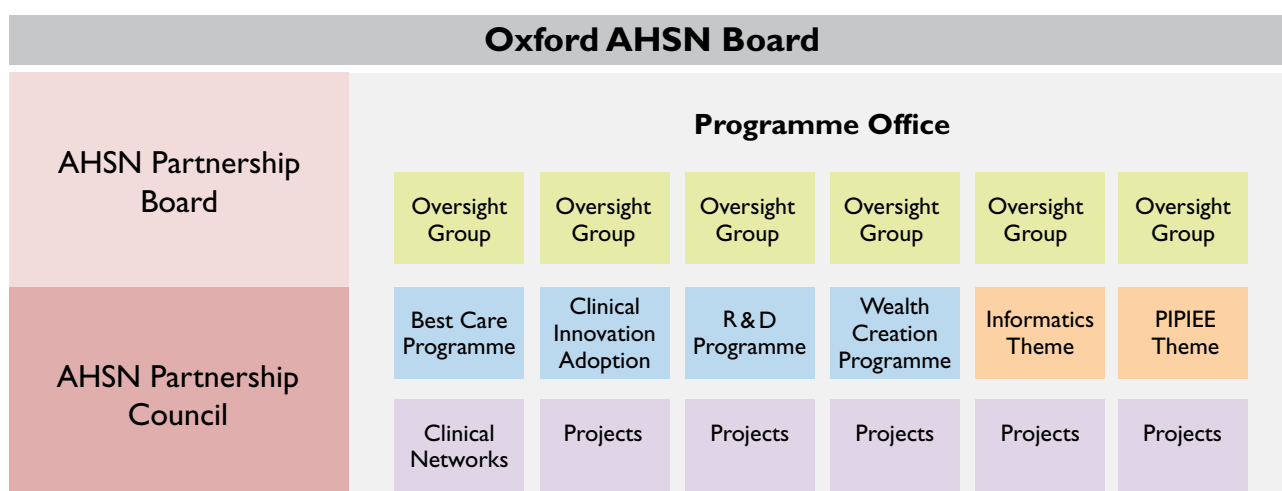 Oxford AHSN Board
AHSN Partnership
Board
AHSN Partnership
Council
Programme Office
Oversight
Group
Oversight
Group
Oversight
Group
Oversight
Group
Oversight
Group
Oversight
Group
Best Care
Programme
Clinical
Innovation
Adoption
R & D
Programme
Wealth
Creation
Programme
Informatics
Theme
PIPIEE
Theme
Clinical
Networks
Projects
Projects
Projects
Projects
Projects